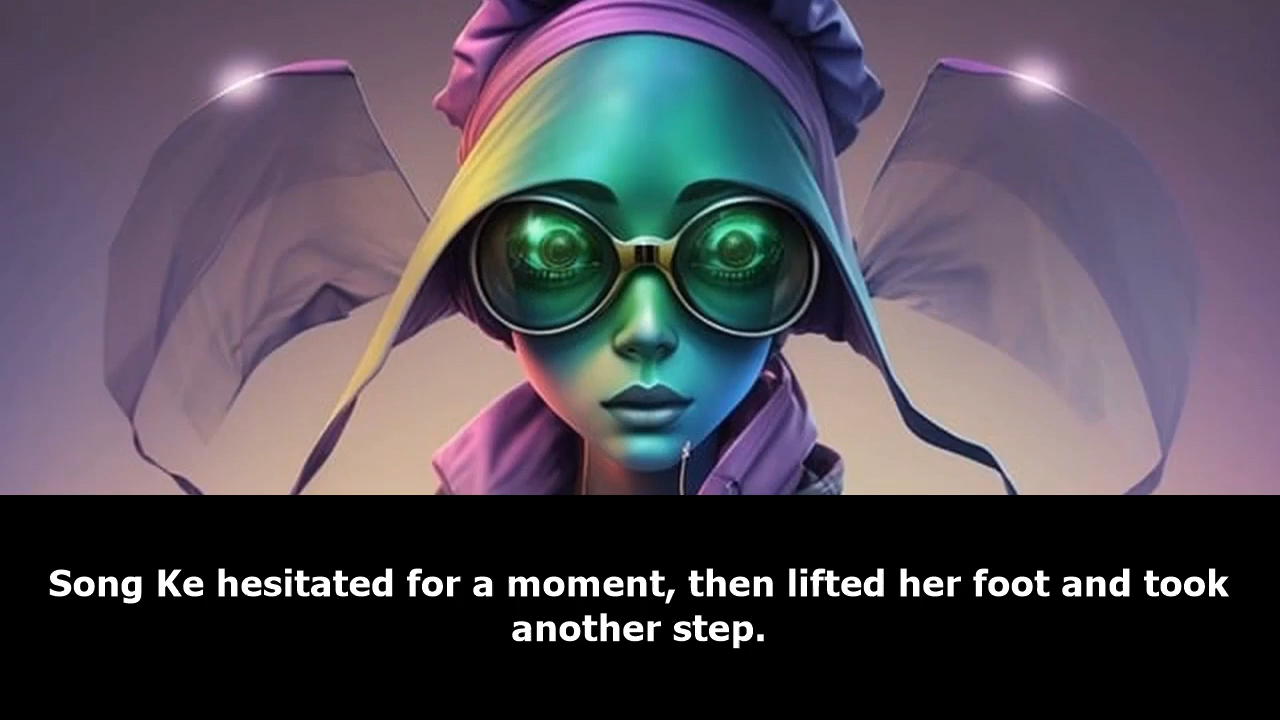 Song Ke hesitated for a moment, then lifted her foot and took
another step.